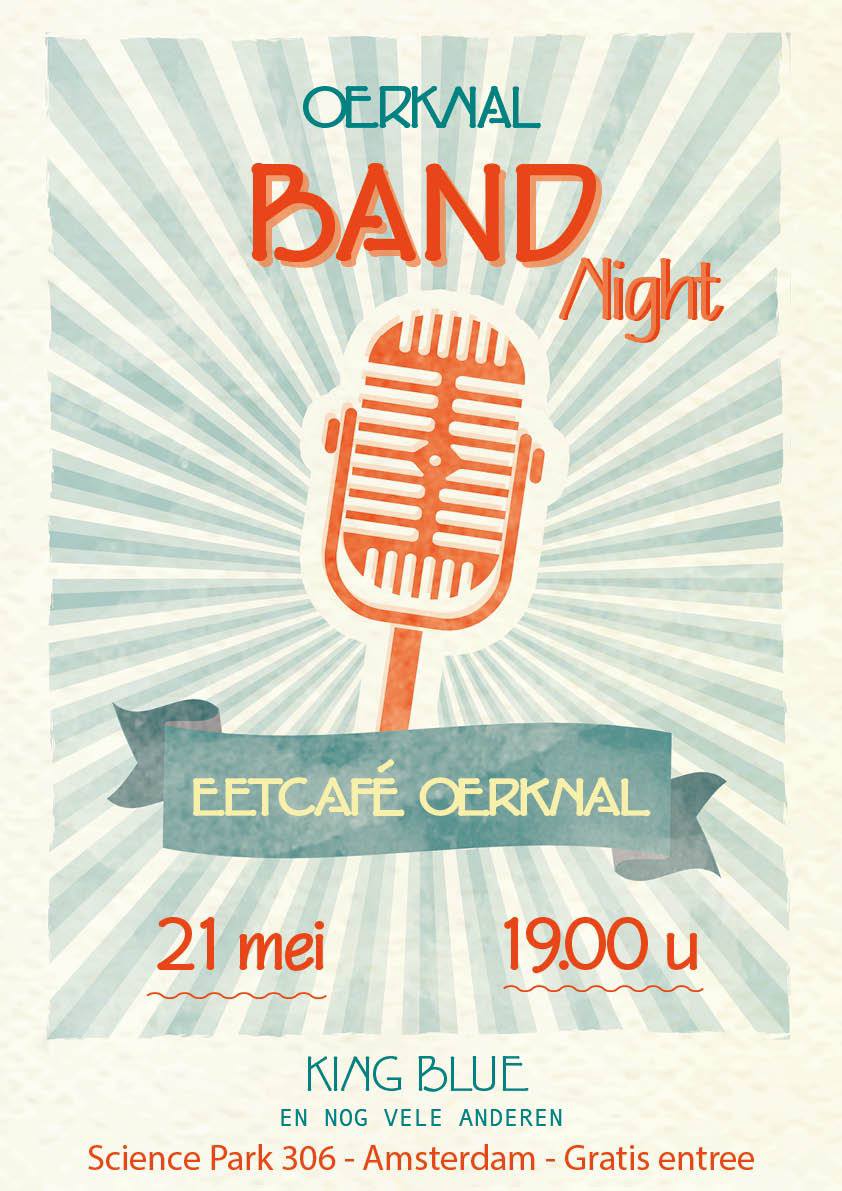 OERKNAL
BAND
Night
EETCAFÉ OERKNAL
21 mei 19.00 u
KING BLUE
EN NOG VELE ANDEREN
Science Park 306 - Amsterdam - Gratis entree